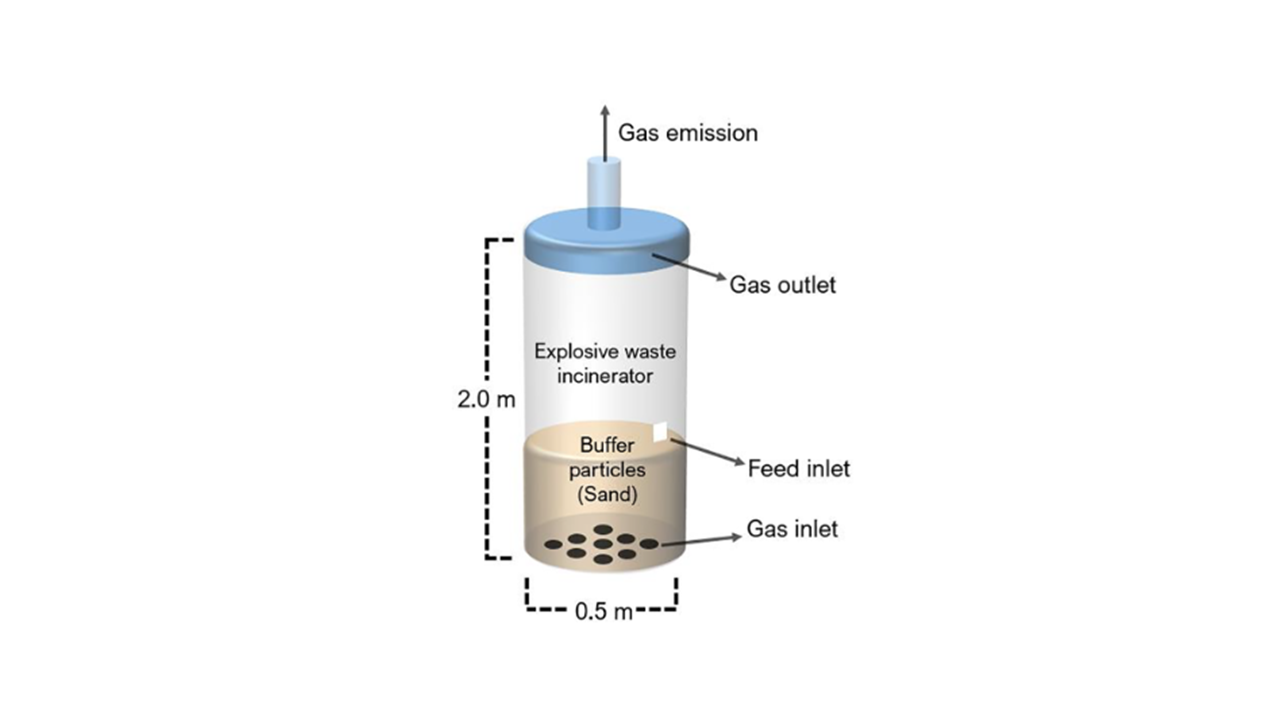 Gas emission
Gas outlet
Explosive waste
incinerator
2.0 m
Buffer
particles
(Sand)
Feed inlet
Gas inlet
0.5 m